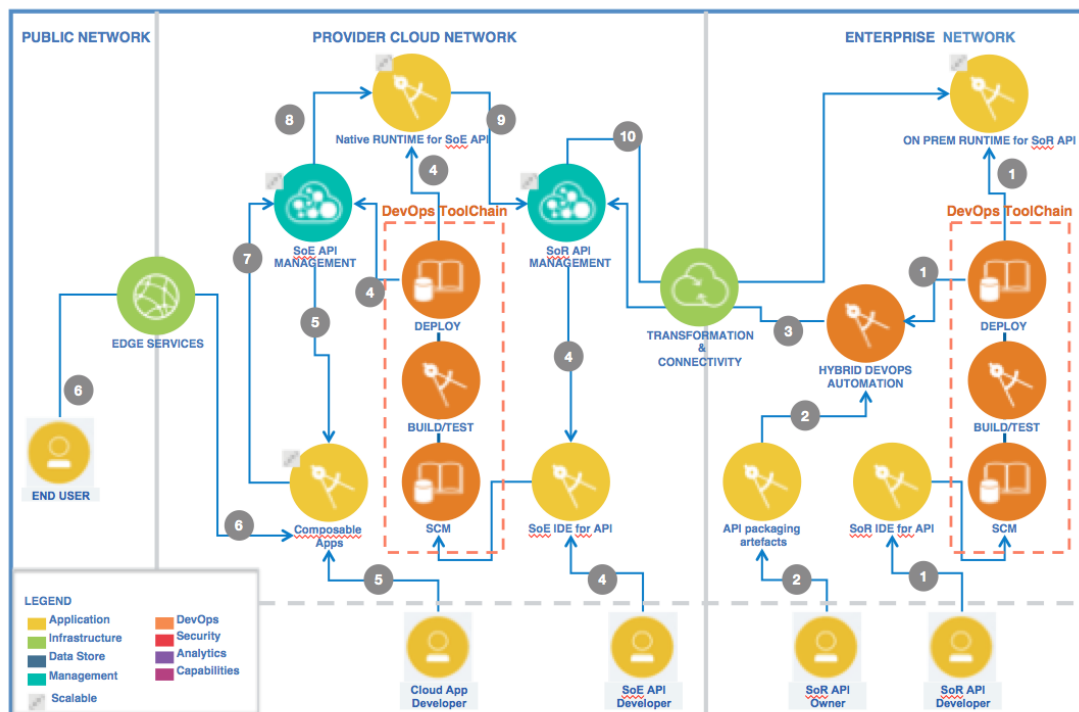 PUBLIC NETWORK
PROVIDER CLOUD NETWORK
ENTERPRISE NETWORK
8
Native RUNTIME for SoE API
9
10
ON PREM RUNTIME for SoR API
4
1
DevOps ToolChain
DevOps ToolChain
SoE API
MANAGEMENT
SoR API
MANAGEMENT
7
4
1
EDGE SERVICES
5
DEPLOY
TRANSFORMATION
&
CONNECTIVITY
3
DEPLOY
4
HYBRID DEVOPS
AUTOMATION
6
BUILD/TEST
2
BUILD/TEST
END USER
6
Composable
Apps
SCM
SoE IDE for API
API packaging
artefacts
SoR IDE for API
SCM
5
4
2
1
LEGEND
Application
Infrastructure
Data Store
Management
Scalable
DevOps
Security
Analytics
Capabilities
Cloud App
Developer
SoE API
Developer
SoR API
Owner
SoR API
Developer